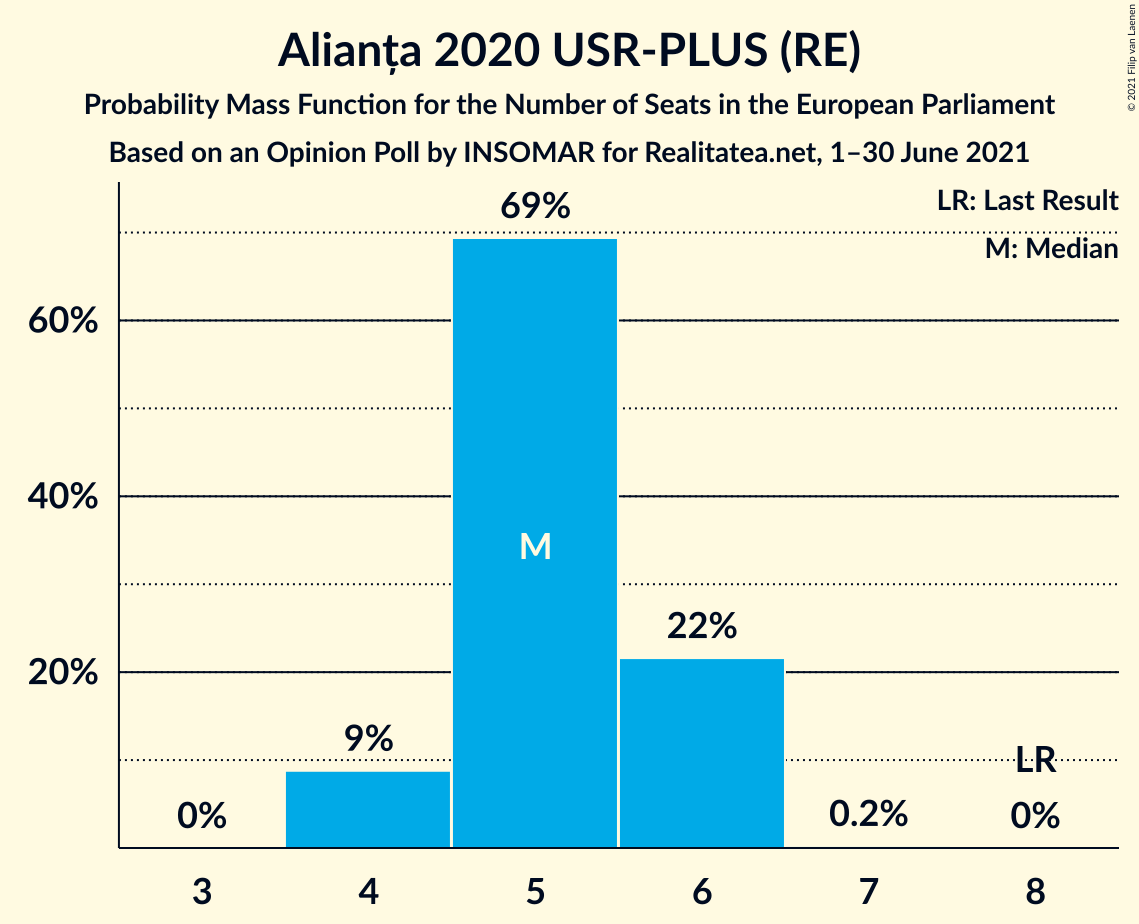 Alianța 2020 USR-PLUS (RE)
Probability Mass Function for the Number of Seats in the European Parliament
Based on an Opinion Poll by INSOMAR for Realitatea.net, 1–30 June 2021
© 2021 Filip van Laenen
LR: Last Result
M: Median
69%
60%
40%
M
22%
20%
9%
LR
0%
0.2%
0%
3 4 5 6 7 8